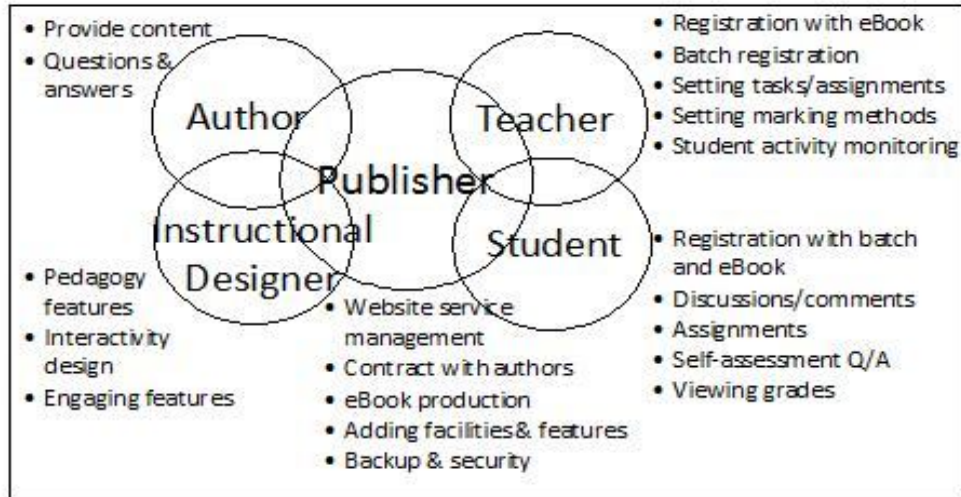 • Provide content
• Questions &
answers
Author
Publisher
Teacher
• Registration with eBook
• Batch registration
• Setting tasks/assignments
• Setting marking methods
• Student activity monitoring
Instructional
Designer
Student
• Pedagogy
features
• Interactivity
design
• Engaging features
• Website service
management
• Contract with authors
• eBook production
• Adding facilities & features
• Backup & security
• Registration with batch
and eBook
• Discussions/comments
• Assignments
• Self-assessment Q/A
• Viewing grades